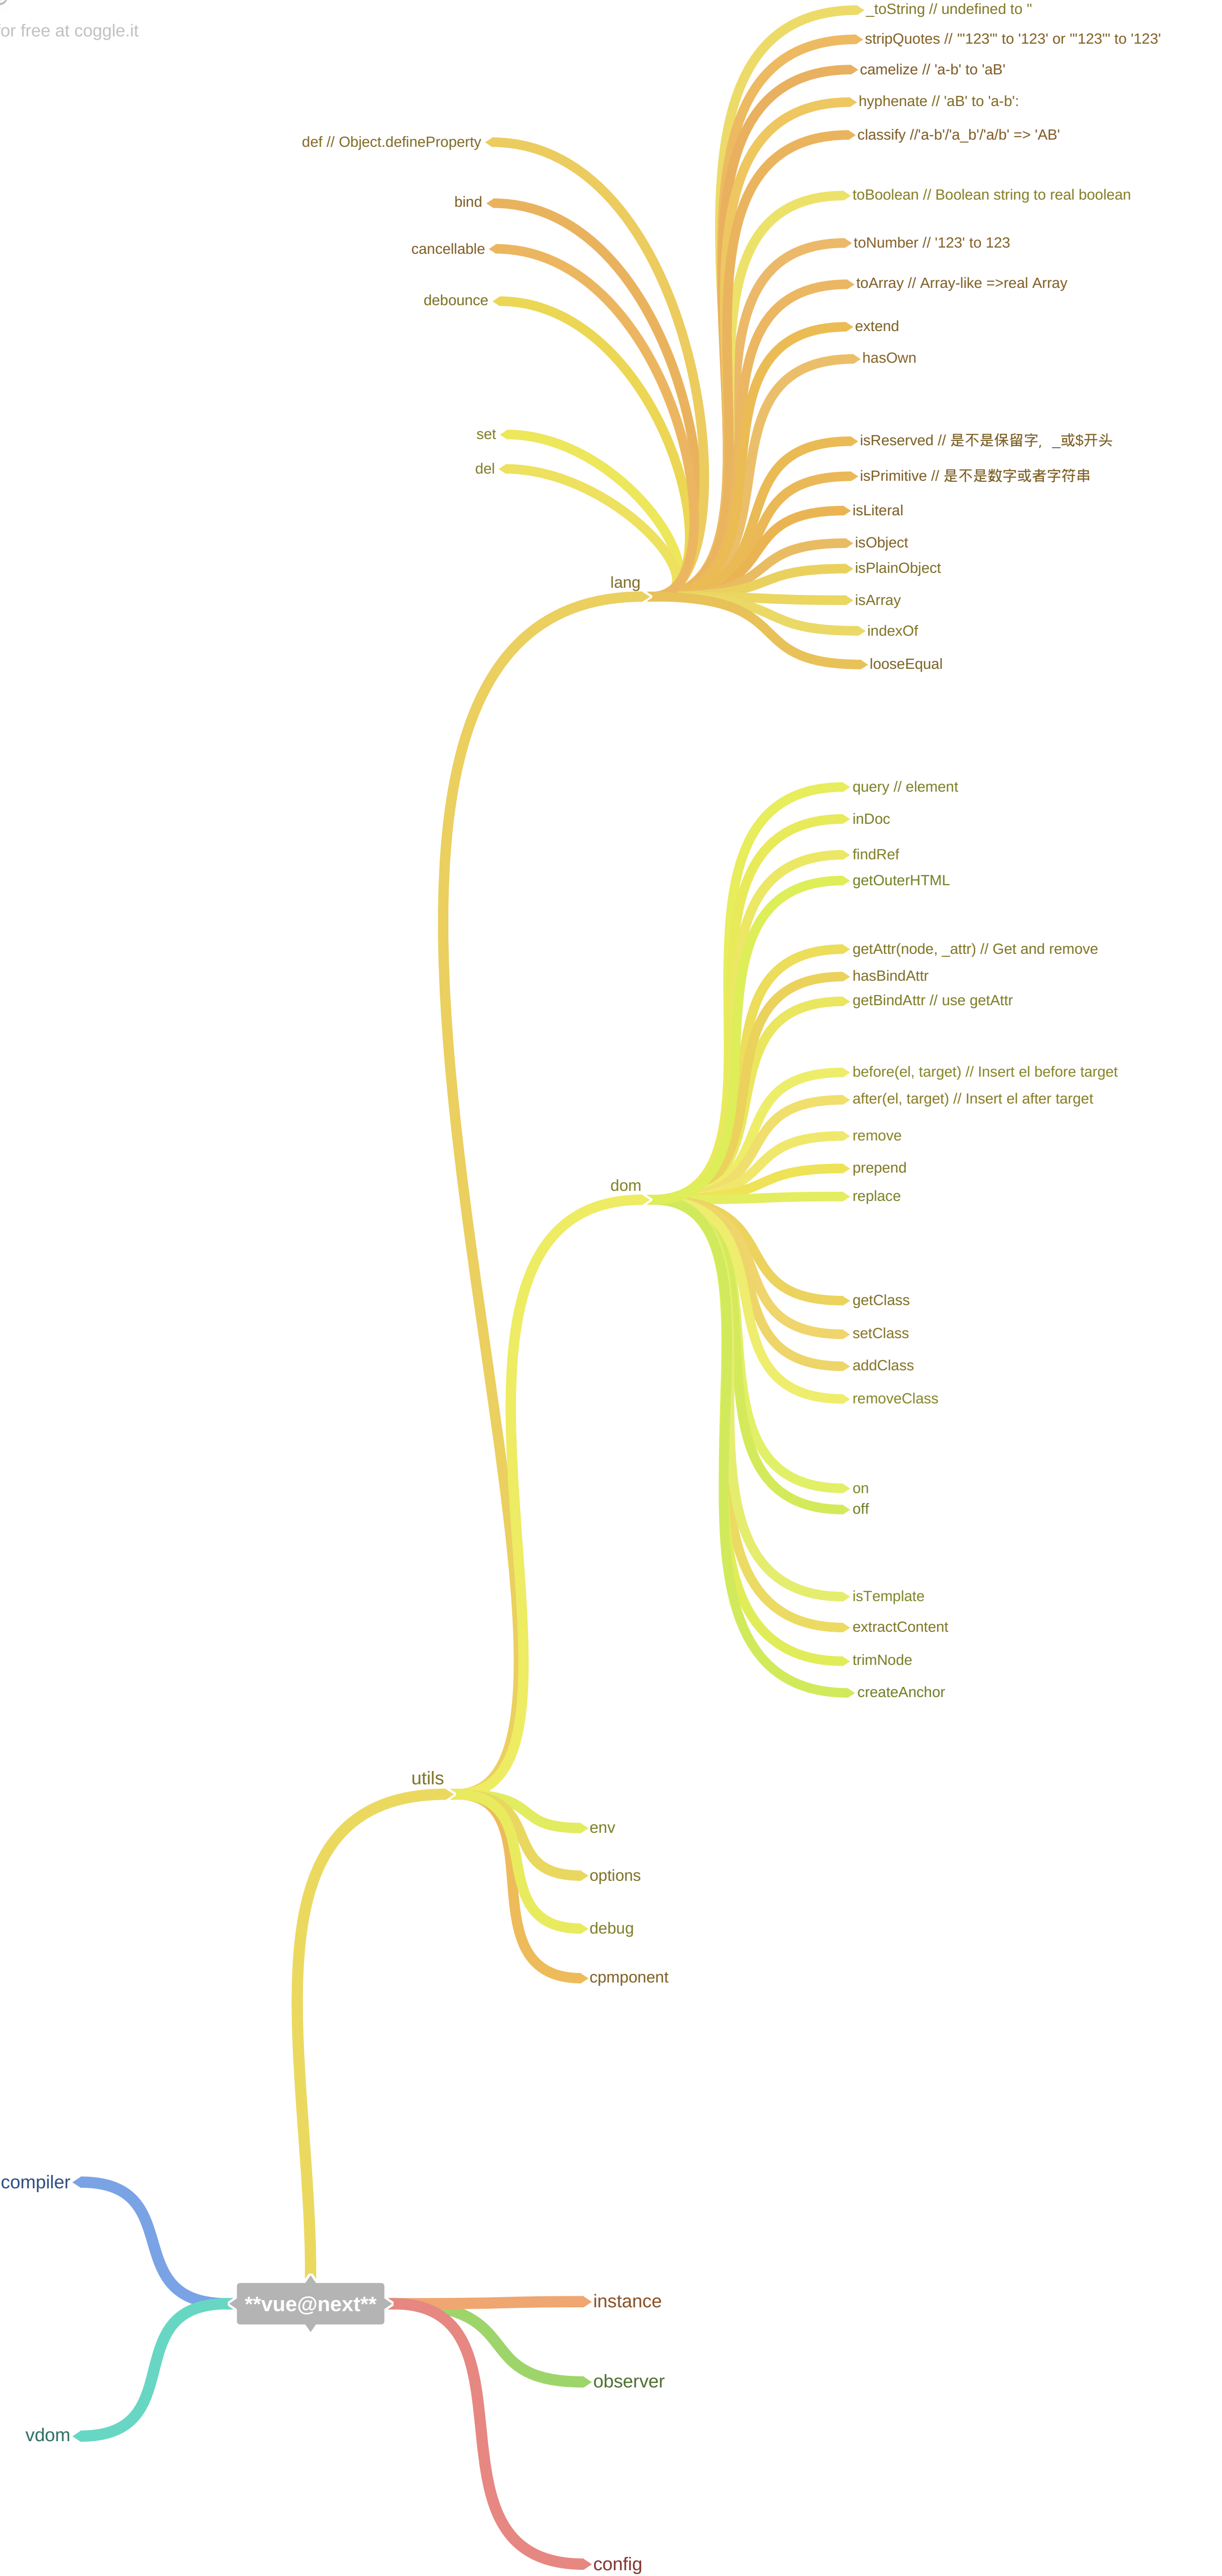 for free at coggle.it
_toString // undefined to ''
stripQuotes // '"123"' to '123' or "'123'" to '123'
camelize // 'a-b' to 'aB'
hyphenate // 'aB' to 'a-b':
classify //'a-b'/'a_b'/'a/b' => 'AB'
toBoolean // Boolean string to real boolean
toNumber // '123' to 123
toArray // Array-like =>real Array
extend
hasOwn
def // Object.defineProperty
bind
cancellable
debounce
set
del
isReserved // 是不是保留字，_或$开头
isPrimitive // 是不是数字或者字符串
isLiteral
isObject
isPlainObject
isArray
indexOf
looseEqual
lang
query // element
inDoc
findRef
getOuterHTML
getAttr(node, _attr) // Get and remove
hasBindAttr
getBindAttr // use getAttr
before(el, target) // Insert el before target
after(el, target) // Insert el after target
remove
prepend
replace
dom
getClass
setClass
addClass
removeClass
on
off
isTemplate
extractContent
trimNode
createAnchor
utils
env
options
debug
cpmponent
compiler
**vue@next**
instance
observer
vdom
config